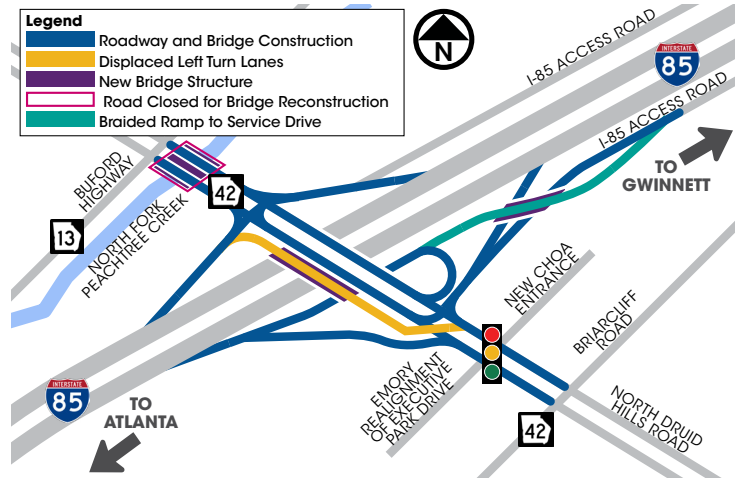 Legend
Roadway and Bridge Construction
Displaced Left Turn Lanes
New Bridge Structure
Road Closed for Bridge Reconstruction
Braided Ramp to Service Drive
N
I-85 ACCESS ROAD
INTERSTATE
85
I-85 ACCESS ROAD
TO
GWINNETT
BUFORD
HIGHWAY
42
13
NORTH FORK
PEACHTREE CREEK
NEW CHOA
ENTRANCE
BRIARCLIFF
ROAD
EMORY
REALIGNMENT
OF EXECUTIVE
PARK DRIVE
INTERSTATE
85
TO
ATLANTA
NORTH DRUID
HILLS ROAD
42